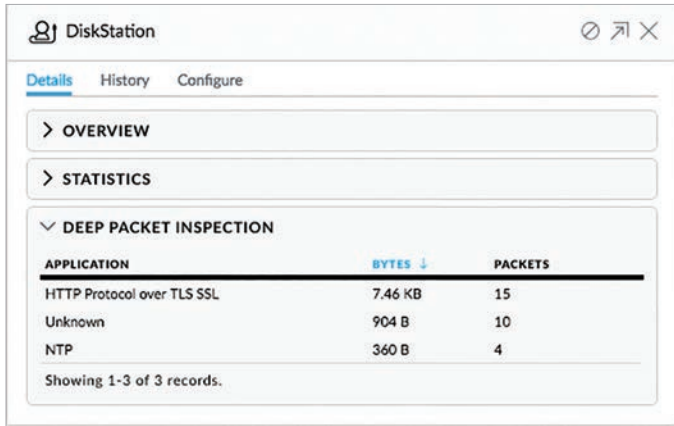 DiskStation
Details History Configure
OVERVIEW
STATISTICS
DEEP PACKET INSPECTION
APPLICATION BYTES ↓ PACKETS
HTTP Protocol over TLS SSL 7.46 KB 15
Unknown 904 B 10
NTP 360 B 4
Showing 1-3 of 3 records.